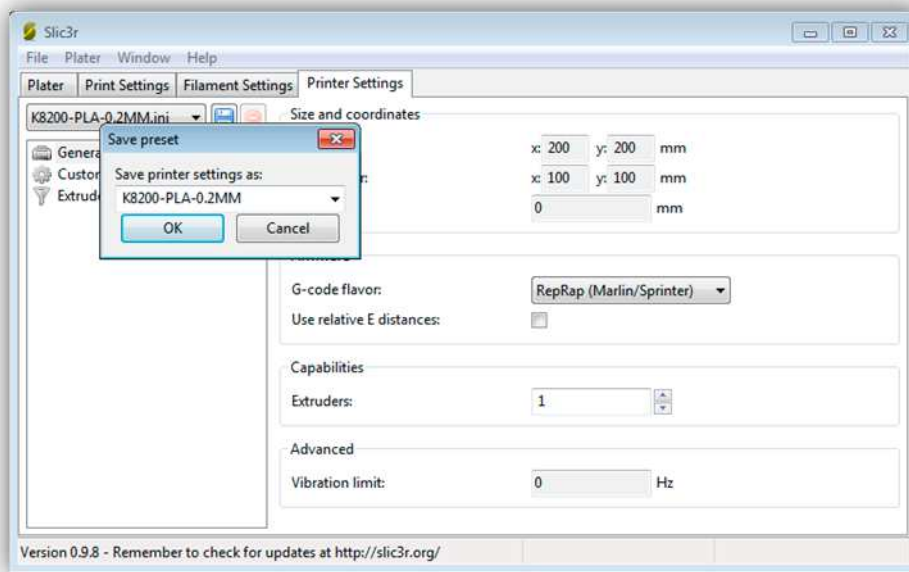 Slic3r
File Plater Window Help
Plater Print Settings Filament Settings Printer Settings
K8200-PLA-0.2MM.ini
Size and coordinates
Save preset
Save printer settings as:
K8200-PLA-0.2MM
OK Cancel
Genera
Custor
Extrude
x: 200 y: 200 mm
r: x: 100 y: 100 mm
0 mm
G-code flavor: RepRap (Marlin/Sprinter)
Use relative E distances:
Capabilities
Extruders: 1
Advanced
Vibration limit: 0 Hz
Version 0.9.8 - Remember to check for updates at http://slic3r.org/